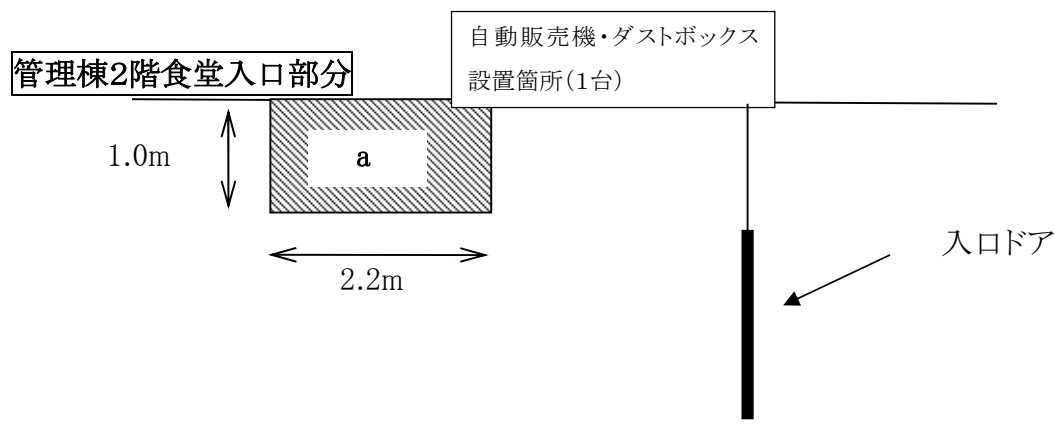 自動販売機・ダストボックス
設置箇所(1台)
管理棟2階食堂入口部分
1.0m
a
2.2m
入口ドア